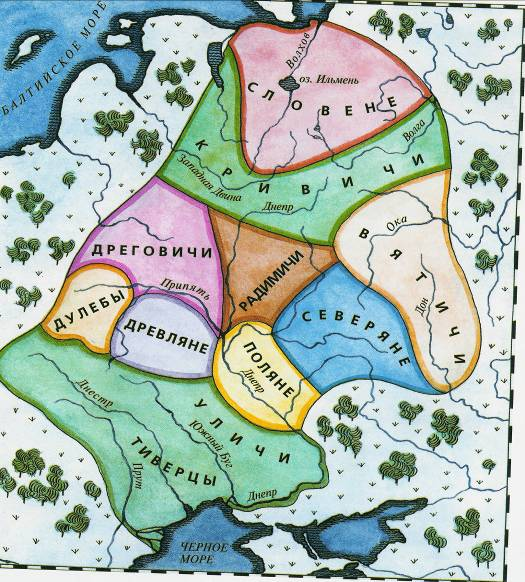 БАЛТИЙСКОЕ МОРЕ
Волхов
оз. Ильмень
СЛОВЕНЕ
Волга
КРИВИЧИ
Западная Двина
Днепр
Ока
ВЯТИЧИ
ДРЕГОВИЧИ
РАДИМИЧИ
Припять
Дон
ДУЛЕБЫ
ДРЕВЛЯНЕ
СЕВЕРЯНЕ
ПОЛЯНЕ
Днепр
Днестр
УЛИЧИ
Южный Буг
ТИВЕРЦЫ
Прут
Днепр
ЧЕРНОЕ
МОРЕ